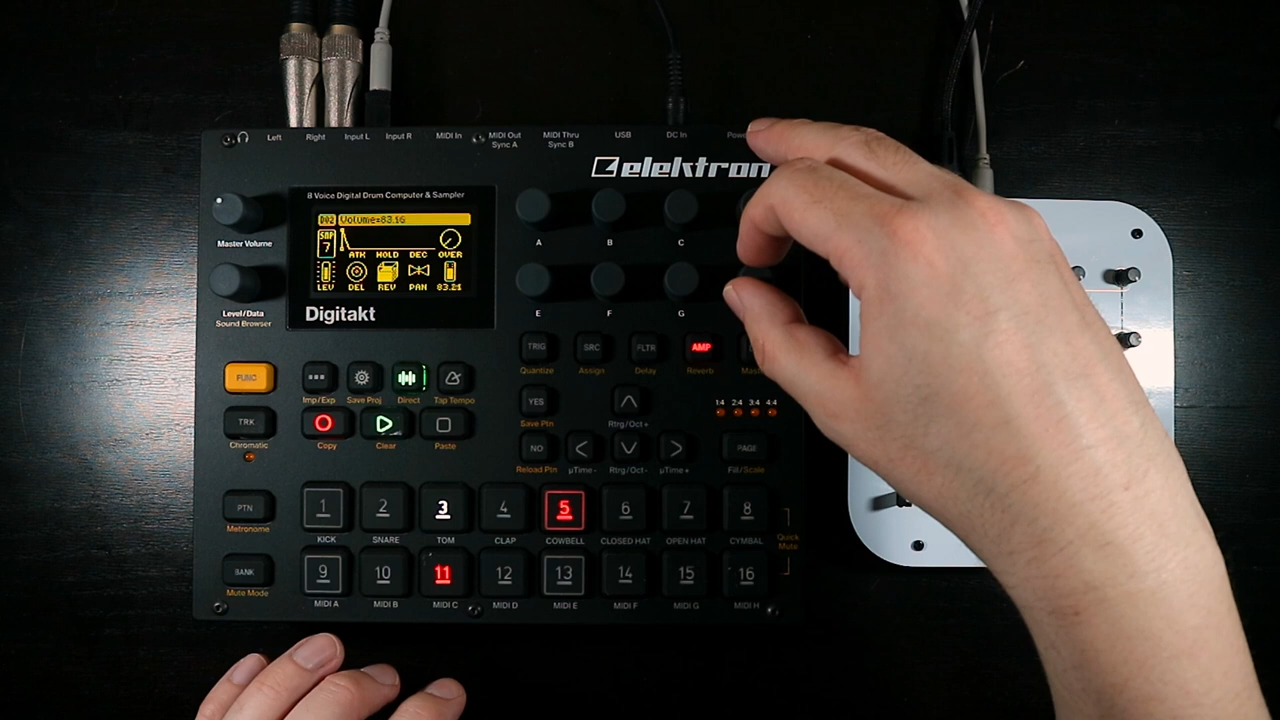 Left Right Input L Input R MIDI In MIDI Out MIDI Thru USB DC In Powe
Sync A Sync B
elektron
8 Voice Digital Drum Computer & Sampler
Volume=83.16
7
ATK HOLD DEC OVER
LEV DEL REV PAN 83.21
Digitakt
Master Volume
Level/Data
Sound Browser
A B C
E F G
TRIG SRC FLTR AMP
Quantize Assign Delay Reverb Mas
FUNC
Imp/Exp Save Proj Direct Tap Tempo
YES
Save Ptn
Rtrg/Oct+
1:4 2:4 3:4 4:4
TRK
Chromatic
Copy Clear Paste
NO
Reload Ptn µTime- Rtrg/Oct- µTime+
PAGE
Fill/Scale
PTN
Metronome
1 2 3 4 5 6 7 8
KICK SNARE TOM CLAP COWBELL CLOSED HAT OPEN HAT CYMBAL
Quick
Mute
BANK
Mute Mode
9 10 11 12 13 14 15 16
MIDI A MIDI B MIDI C MIDI D MIDI E MIDI F MIDI G MIDI H